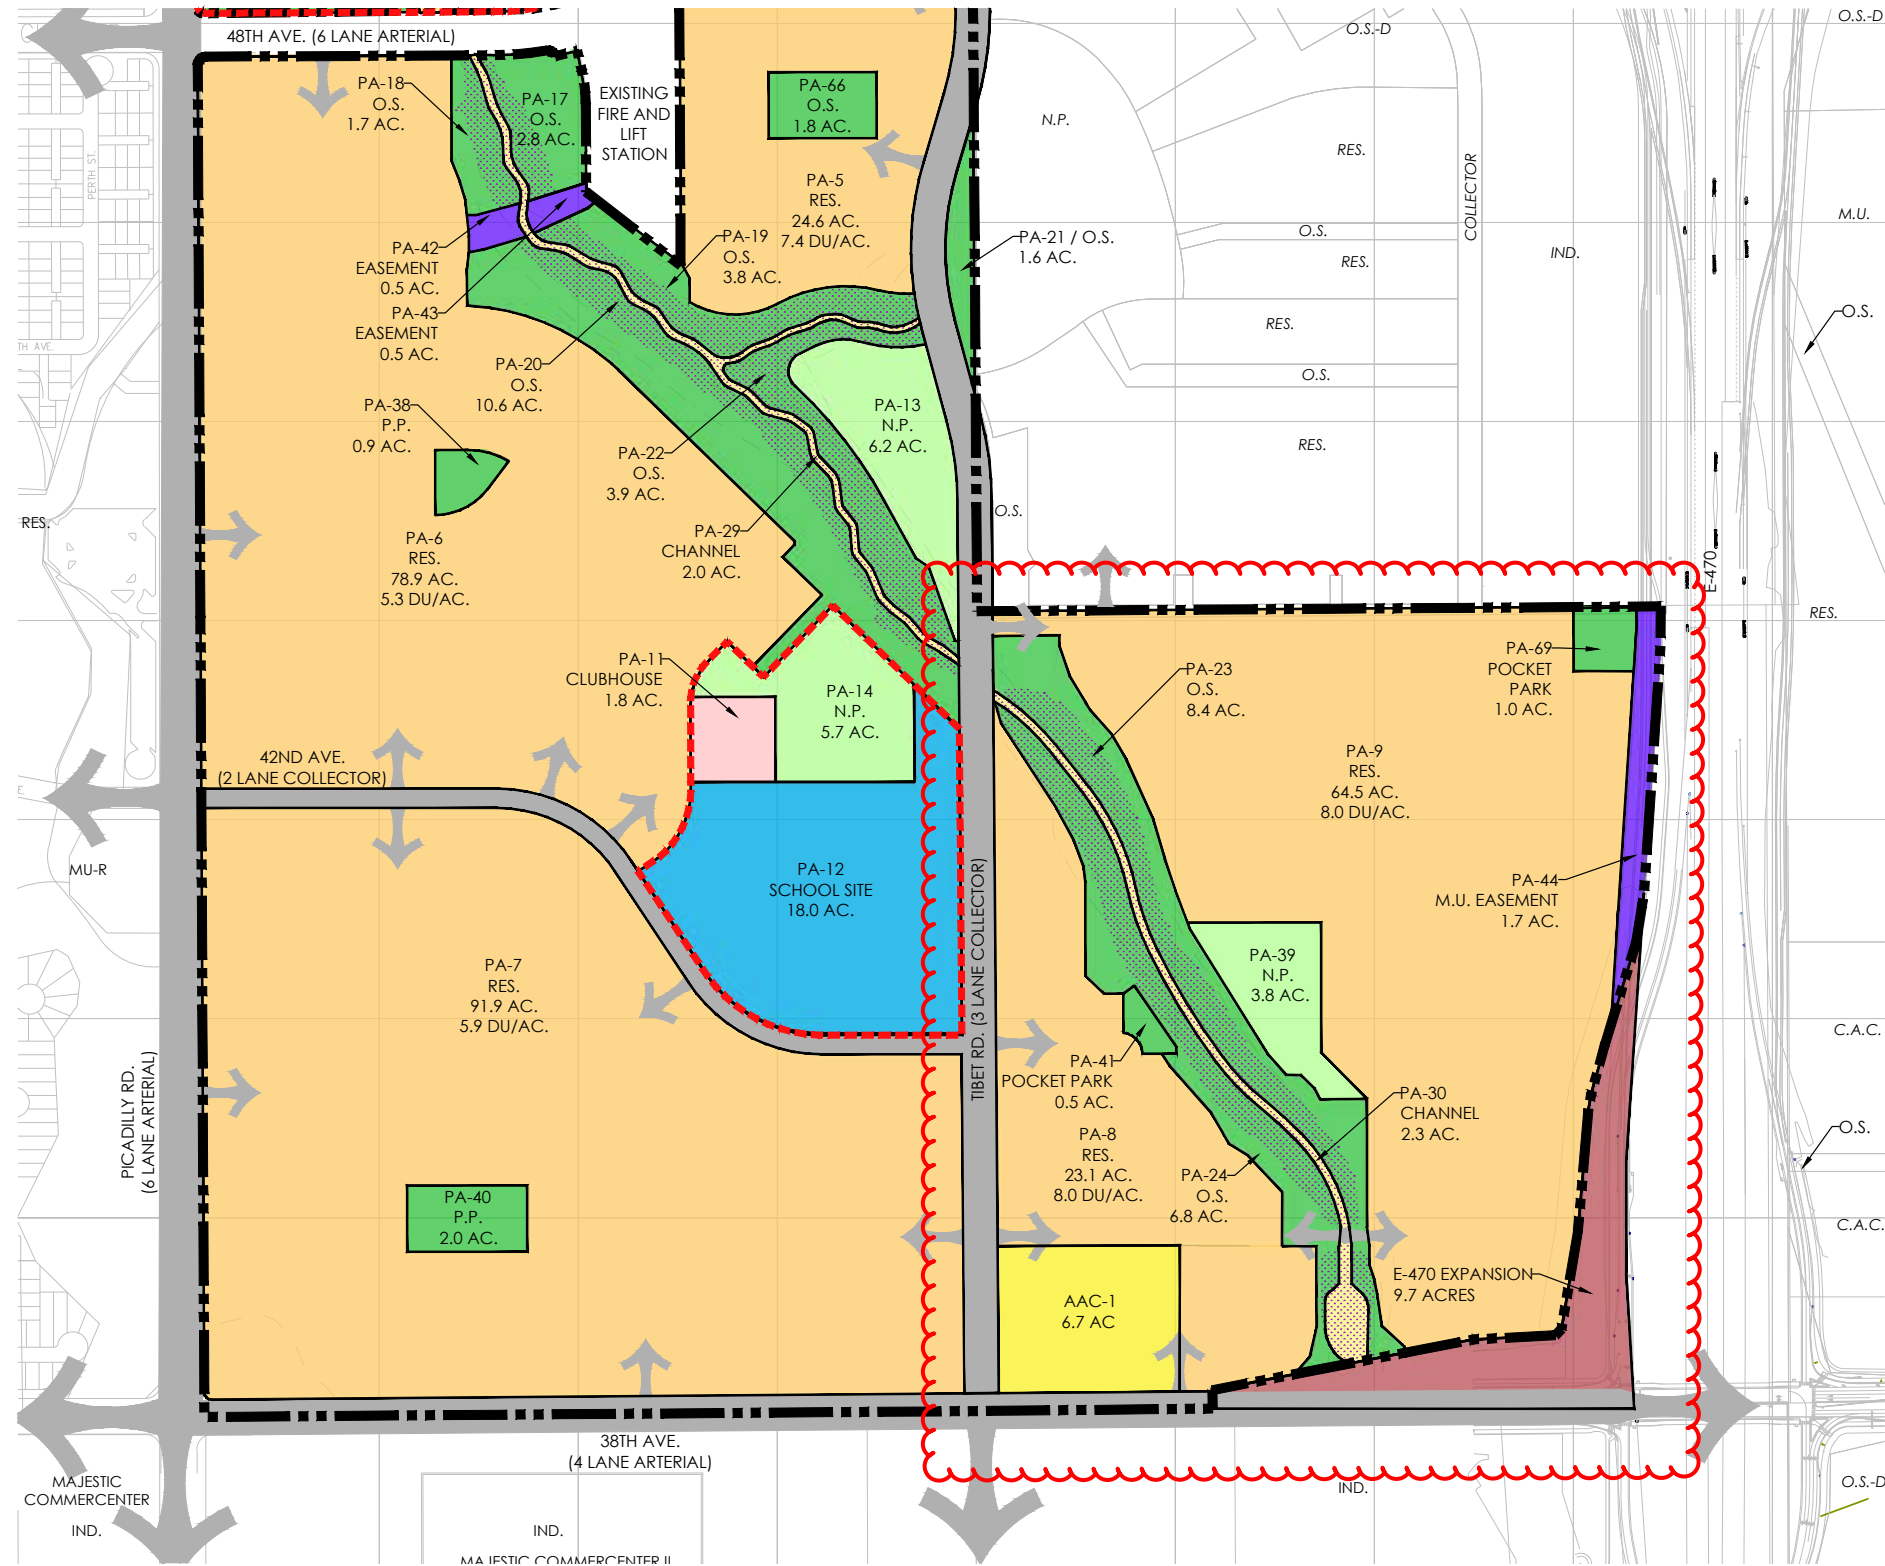 O.S.-D
48TH AVE. (6 LANE ARTERIAL)
O.S.-D
PA-18
O.S.
1.7 AC.
PA-17
O.S.
2.8 AC.
EXISTING
FIRE AND
LIFT
STATION
PA-66
O.S.
1.8 AC.
N.P.
RES.
PERTH ST.
COLLECTOR
PA-5
RES.
24.6 AC.
7.4 DU/AC.
M.U.
PA-42
EASEMENT
0.5 AC.
PA-19
O.S.
3.8 AC.
PA-21 / O.S.
1.6 AC.
O.S.
RES.
IND.
PA-43
EASEMENT
0.5 AC.
O.S.
RES.
TH AVE.
PA-20
O.S.
10.6 AC.
O.S.
PA-38
P.P.
0.9 AC.
PA-13
N.P.
6.2 AC.
PA-22
O.S.
3.9 AC.
RES.
RES.
O.S.
PA-29
CHANNEL
2.0 AC.
PA-6
RES.
78.9 AC.
5.3 DU/AC.
E-470
RES.
PA-11
CLUBHOUSE
1.8 AC.
PA-14
N.P.
5.7 AC.
PA-23
O.S.
8.4 AC.
PA-69
POCKET
PARK
1.0 AC.
42ND AVE.
(2 LANE COLLECTOR)
PA-9
RES.
64.5 AC.
8.0 DU/AC.
E.
MU-R
PA-12
SCHOOL SITE
18.0 AC.
PA-44
M.U. EASEMENT
1.7 AC.
TIBET RD. (3 LANE COLLECTOR)
PA-7
RES.
91.9 AC.
5.9 DU/AC.
PA-39
N.P.
3.8 AC.
C.A.C.
PICADILLY RD.
(6 LANE ARTERIAL)
PA-41
POCKET PARK
0.5 AC.
PA-30
CHANNEL
2.3 AC.
O.S.
PA-8
RES.
23.1 AC.
8.0 DU/AC.
PA-24
O.S.
6.8 AC.
PA-40
P.P.
2.0 AC.
C.A.C.
E-470 EXPANSION
9.7 ACRES
AAC-1
6.7 AC
38TH AVE.
(4 LANE ARTERIAL)
MAJESTIC
COMMERCENTER
IND.
IND.
O.S.-D
IND.
MAJESTIC COMMERCENTER II